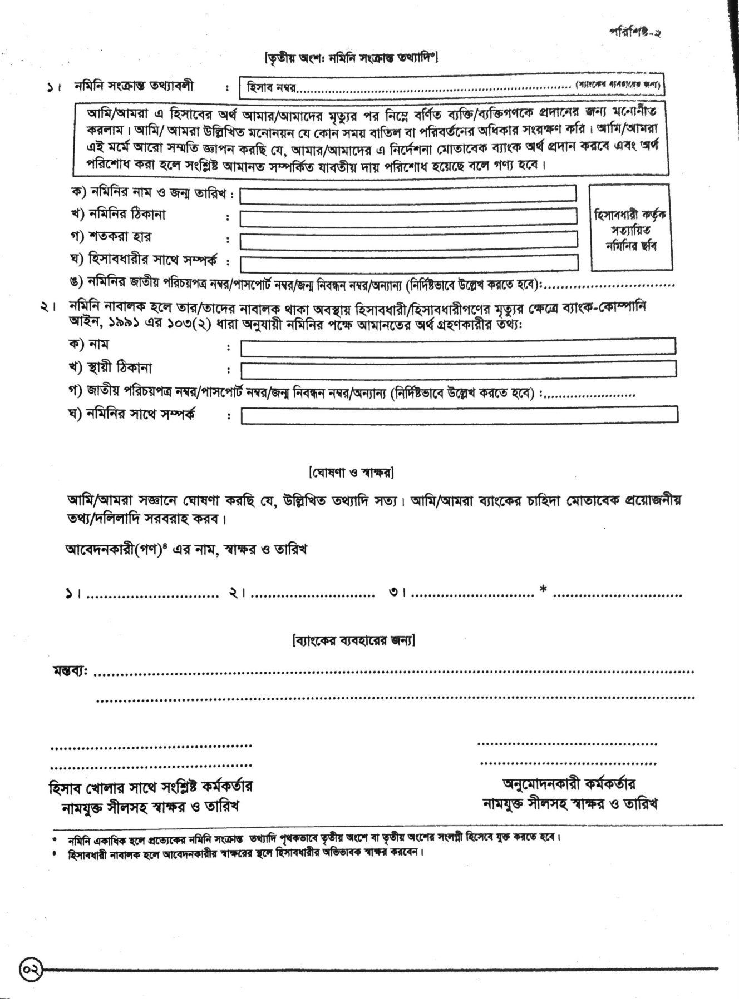 পরিশিষ্ট-২
[তৃতীয় অংশ: নমিনি সংক্রান্ত তথ্যাদি°]
১। নমিনি সংক্রান্ত তথ্যাবলী : হিসাব নম্বর.................................................................................... (ব্যাংকের ব্যবহারের জন্য)
আমি/আমরা এ হিসাবের অর্থ আমার/আমাদের মৃত্যুর পর নিম্নে বর্ণিত ব্যক্তি/ব্যক্তিগণকে প্রদানের জন্য মনোনীত
করলাম। আমি/ আমরা উল্লিখিত মনোনয়ন যে কোন সময় বাতিল বা পরিবর্তনের অধিকার সংরক্ষণ করি। আমি/আমরা
এই মর্মে আরো সম্মতি জ্ঞাপন করছি যে, আমার/আমাদের এ নির্দেশনা মোতাবেক ব্যাংক অর্থ প্রদান করবে এবং অর্থ
পরিশোধ করা হলে সংশ্লিষ্ট আমানত সম্পর্কিত যাবতীয় দায় পরিশোধ হয়েছে বলে গণ্য হবে।
ক) নমিনির নাম ও জন্ম তারিখ :
খ) নমিনির ঠিকানা :
গ) শতকরা হার :
ঘ) হিসাবধারীর সাথে সম্পর্ক :
হিসাবধারী কর্তৃক
সত্যায়িত
নমিনির ছবি
ঙ) নমিনির জাতীয় পরিচয়পত্র নম্বর/পাসপোর্ট নম্বর/জন্ম নিবন্ধন নম্বর/অন্যান্য (নির্দিষ্টভাবে উল্লেখ করতে হবে):...............................
২। নমিনি নাবালক হলে তার/তাদের নাবালক থাকা অবস্থায় হিসাবধারী/হিসাবধারীগণের মৃত্যুর ক্ষেত্রে ব্যাংক-কোম্পানি
আইন, ১৯৯১ এর ১০৩(২) ধারা অনুযায়ী নমিনির পক্ষে আমানতের অর্থ গ্রহণকারীর তথ্য:
ক) নাম :
খ) স্থায়ী ঠিকানা :
গ) জাতীয় পরিচয়পত্র নম্বর/পাসপোর্ট নম্বর/জন্ম নিবন্ধন নম্বর/অন্যান্য (নির্দিষ্টভাবে উল্লেখ করতে হবে) :......................
ঘ) নমিনির সাথে সম্পর্ক :
[ঘোষণা ও স্বাক্ষর]
আমি/আমরা সজ্ঞানে ঘোষণা করছি যে, উল্লিখিত তথ্যাদি সত্য। আমি/আমরা ব্যাংকের চাহিদা মোতাবেক প্রয়োজনীয়
তথ্য/দলিলাদি সরবরাহ করব।
আবেদনকারী(গণ)⁸ এর নাম, স্বাক্ষর ও তারিখ
১। .............................. ২। ............................ ৩। ............................ * .............................
[ব্যাংকের ব্যবহারের জন্য]
মন্তব্য: ........................................................................................................................
........................................................................................................................
..............................................
..............................................
হিসাব খোলার সাথে সংশ্লিষ্ট কর্মকর্তার
নামযুক্ত সীলসহ স্বাক্ষর ও তারিখ
.........................................
........................................
অনুমোদনকারী কর্মকর্তার
নামযুক্ত সীলসহ স্বাক্ষর ও তারিখ
° নমিনি একাধিক হলে প্রত্যেকের নমিনি সংক্রান্ত তথ্যাদি পৃথকভাবে তৃতীয় অংশে বা তৃতীয় অংশের সংলগ্নী হিসেবে যুক্ত করতে হবে।
⁸ হিসাবধারী নাবালক হলে আবেদনকারীর স্বাক্ষরের স্থলে হিসাবধারীর অভিভাবক স্বাক্ষর করবেন।
০২